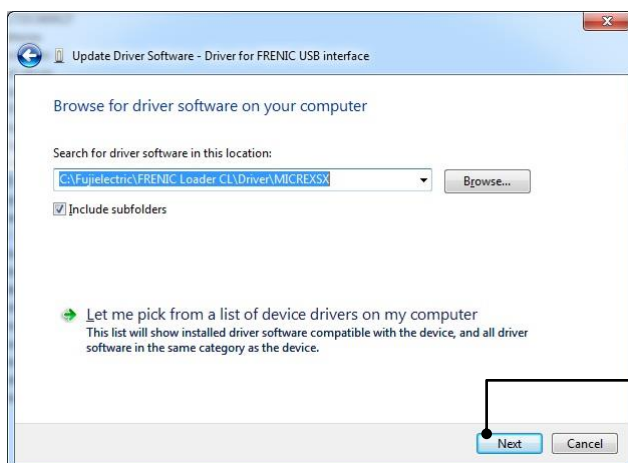 Update Driver Software - Driver for FRENIC USB interface
Browse for driver software on your computer
Search for driver software in this location:
C:\Fujielectric\FRENIC Loader CL\Driver\MICREXSX
Browse...
Include subfolders
Let me pick from a list of device drivers on my computer
This list will show installed driver software compatible with the device, and all driver
software in the same category as the device.
Next
Cancel